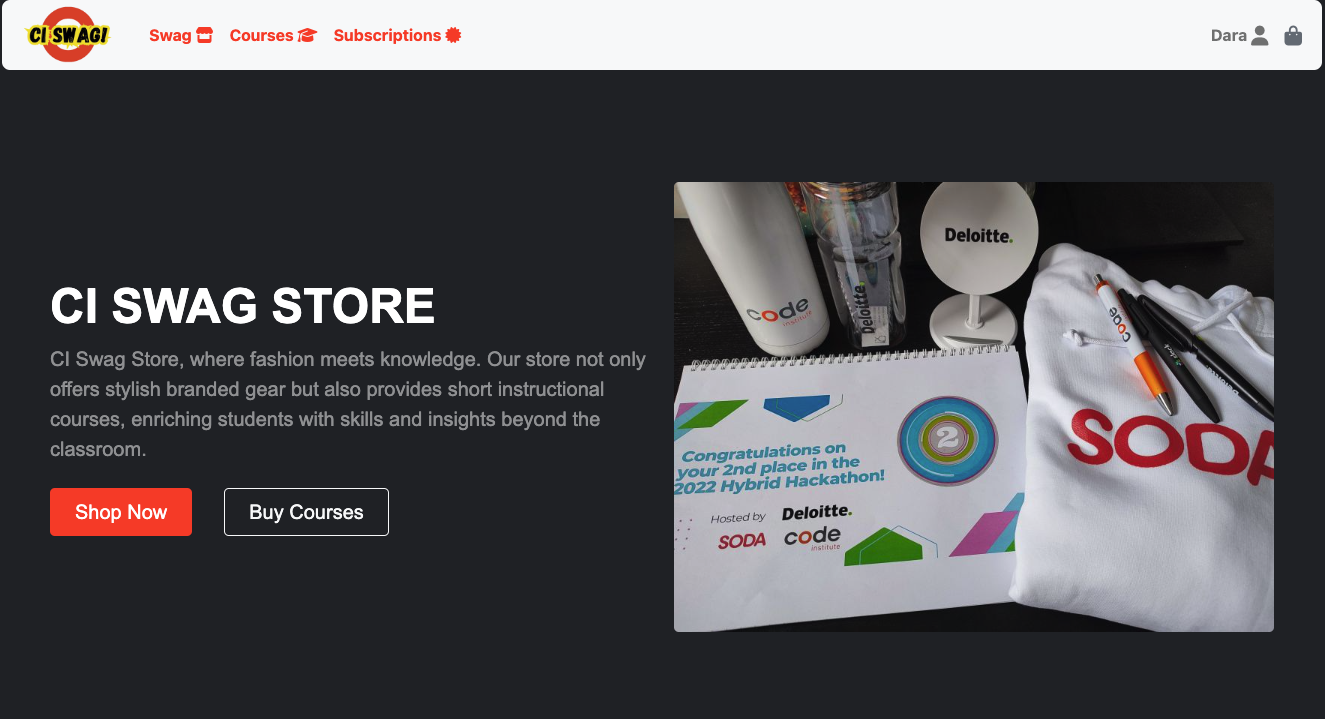 CI SWAG!
Swag
Courses
Subscriptions
Dara
CI SWAG STORE
CI Swag Store, where fashion meets knowledge. Our store not only
offers stylish branded gear but also provides short instructional
courses, enriching students with skills and insights beyond the
classroom.
Shop Now
Buy Courses
code
institute
Deloitte.
Deloitte.
code
SODA
Congratulations on
your 2nd place in the
2022 Hybrid Hackathon!
2
Hosted by
Deloitte.
SODA
code
institute